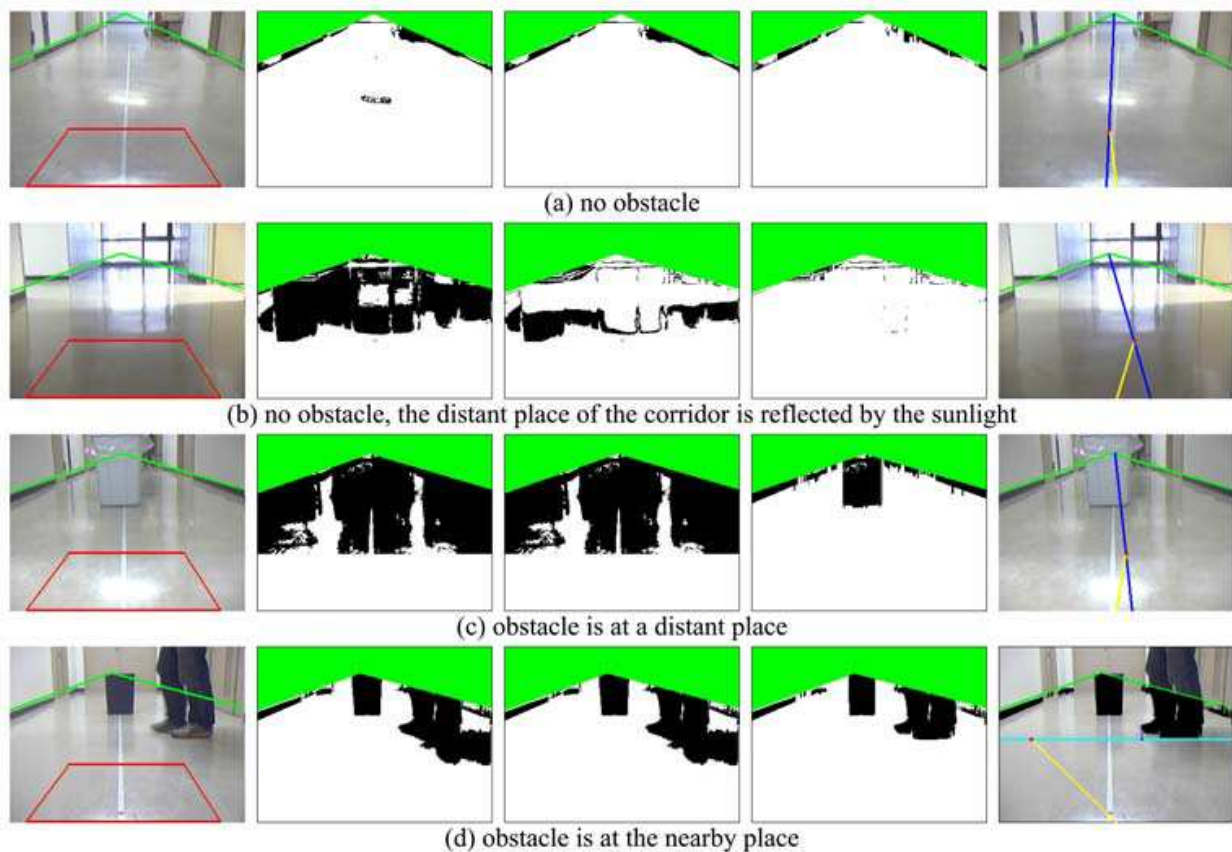 (a) no obstacle
(b) no obstacle, the distant place of the corridor is reflected by the sunlight
(c) obstacle is at a distant place
(d) obstacle is at the nearby place